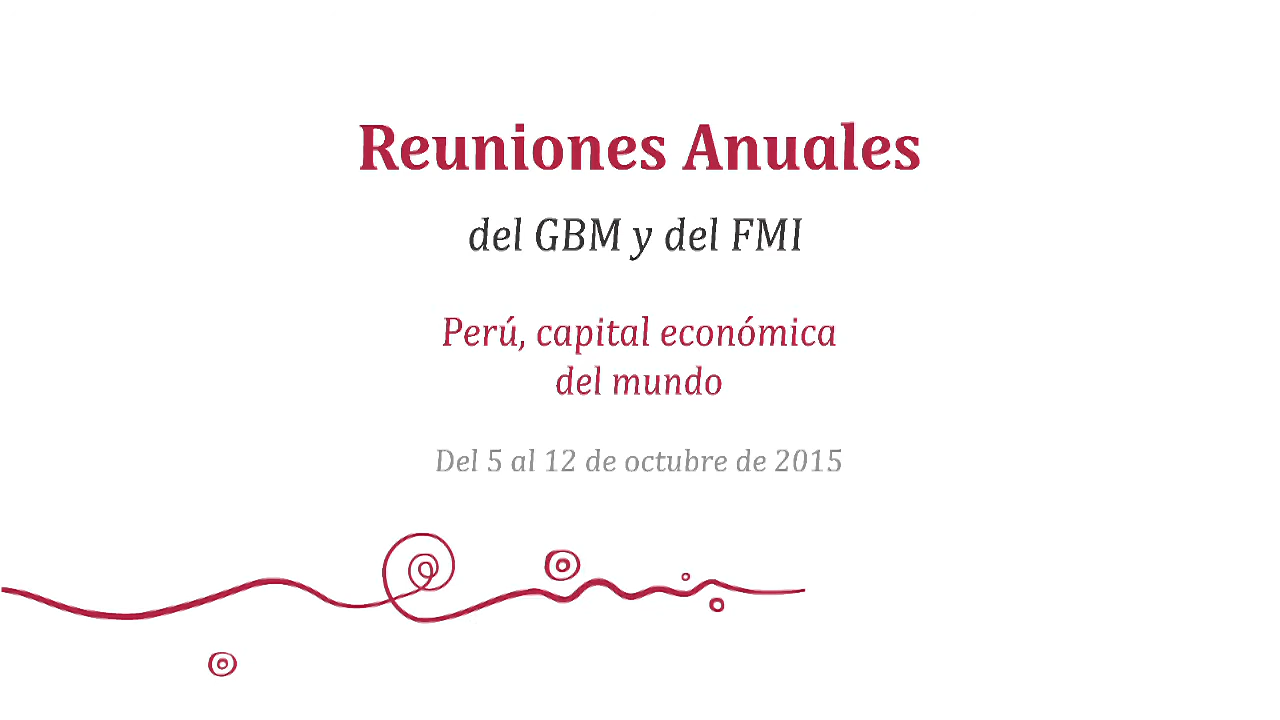 Reuniones Anuales
del GBM y del FMI
Perú, capital económica
del mundo
Del 5 al 12 de octubre de 2015